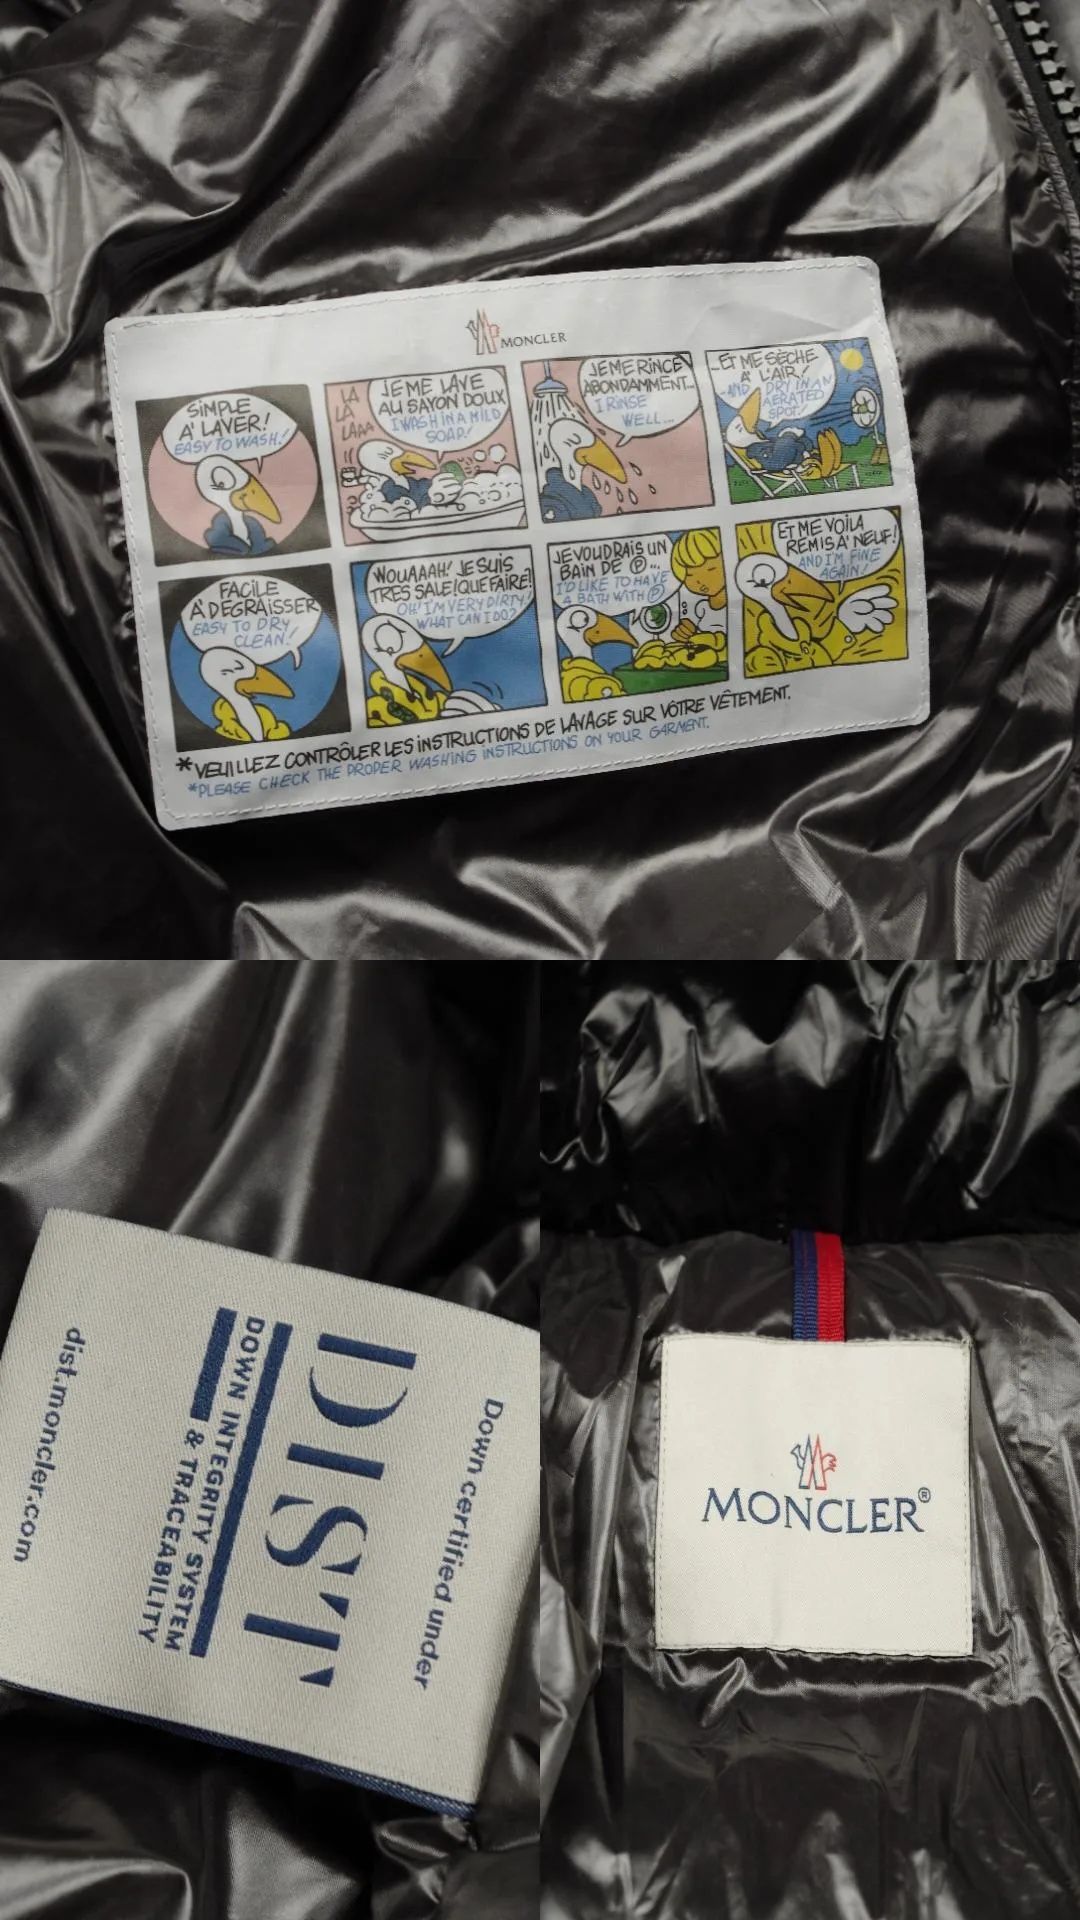 MONCLER
SIMPLE
A' LAVER!
EASY TO WASH!
LA
LA
LAAA
JE ME LAVE
AU SAVON DOUX
I WASH IN A MILD
SOAP!
JE ME RINCE
ABONDAMMENT...
I RINSE
WELL...
...ET ME SÈCHE
A' L'AIR!
-AND I DRY IN AN
AERATED
SPOT!
FACILE
A' DEGRAISSER
EASY TO DRY
CLEAN!
WOUAAAH! JE SUIS
TRES SALE! QUE FAIRE?
OH! I'M VERY DIRTY!
WHAT CAN I DO?
JE VOUDRAIS UN
BAIN DE Ⓟ...
I'D LIKE TO HAVE
A BATH WITH Ⓟ
ET ME VOILA
REMIS A' NEUF!
AND I'M FINE
AGAIN!
*VEUILLEZ CONTRÔLER LES INSTRUCTIONS DE LAVAGE SUR VÔTRE VÊTEMENT.
*PLEASE CHECK THE PROPER WASHING INSTRUCTIONS ON YOUR GARMENT.
Down certified under
DIST
DOWN INTEGRITY SYSTEM
& TRACEABILITY
dist.moncler.com
MONCLER®